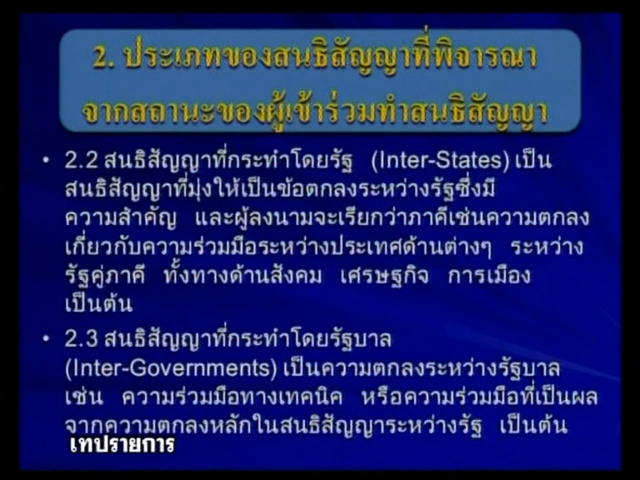 2. ประเภทของสนธิสัญญาที่พิจารณา
จากสถานะของผู้เข้าร่วมทำสนธิสัญญา
• 2.2 สนธิสัญญาที่กระทำโดยรัฐ (Inter-States) เป็น
สนธิสัญญาที่มุ่งให้เป็นข้อตกลงระหว่างรัฐซึ่งมี
ความสำคัญ และผู้ลงนามจะเรียกว่าภาคีเช่นความตกลง
เกี่ยวกับความร่วมมือระหว่างประเทศด้านต่างๆ ระหว่าง
รัฐคู่ภาคี ทั้งทางด้านสังคม เศรษฐกิจ การเมือง
เป็นต้น
• 2.3 สนธิสัญญาที่กระทำโดยรัฐบาล
(Inter-Governments) เป็นความตกลงระหว่างรัฐบาล
เช่น ความร่วมมือทางเทคนิค หรือความร่วมมือที่เป็นผล
จากความตกลงหลักในสนธิสัญญาระหว่างรัฐ เป็นต้น
เทปรายการ